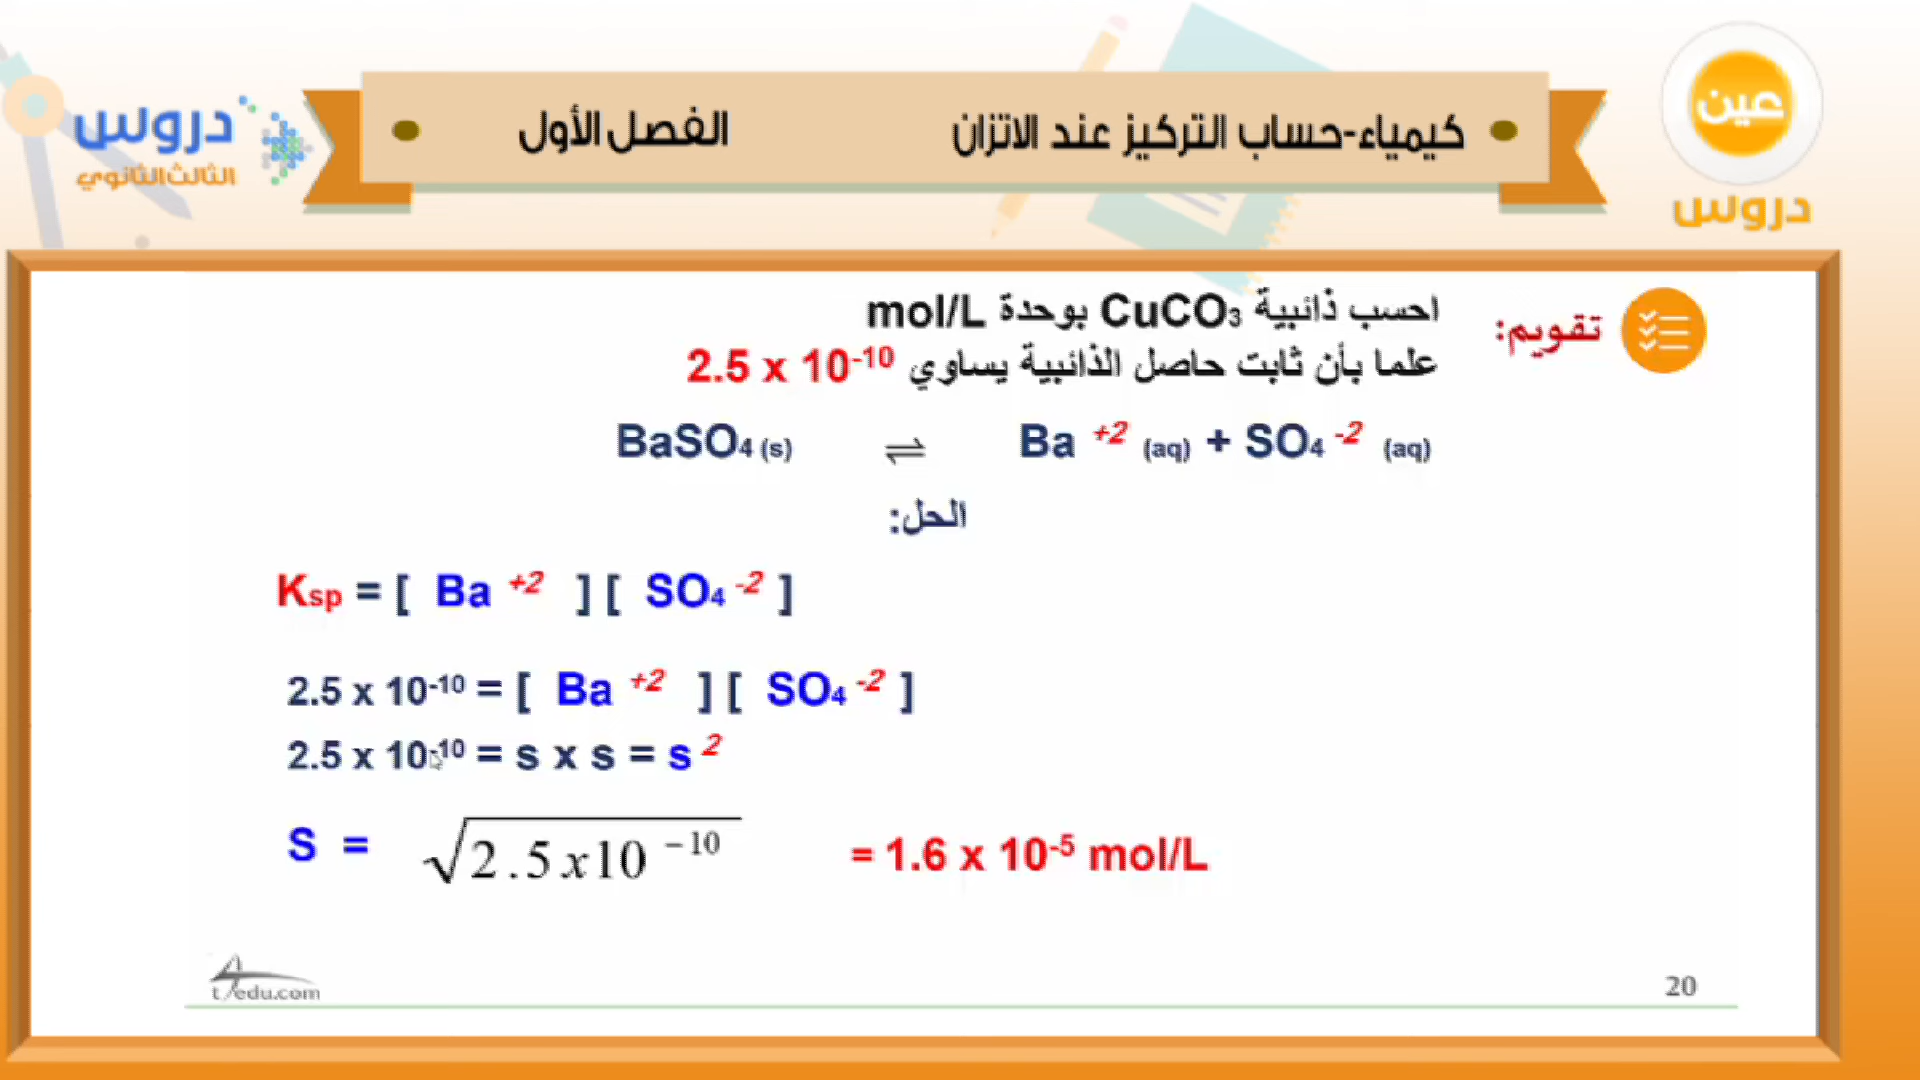 عين
دروس
كيمياء-حساب التركيز عند الاتزان
الفصل الأول
دروس
الثالث الثانوي
تقويم:
احسب ذائبية CuCO₃ بوحدة mol/L
علما بأن ثابت حاصل الذائبية يساوي 2.5 x 10⁻¹⁰
BaSO₄ (s) ⇌ Ba ⁺² (aq) + SO₄ ⁻² (aq)
الحل:
Ksp = [ Ba ⁺² ] [ SO₄ ⁻² ]
2.5 x 10⁻¹⁰ = [ Ba ⁺² ] [ SO₄ ⁻² ]
2.5 x 10⁻¹⁰ = s x s = s ²
S = √2.5x10 ⁻¹⁰ = 1.6 x 10⁻⁵ mol/L
t4edu.com
20